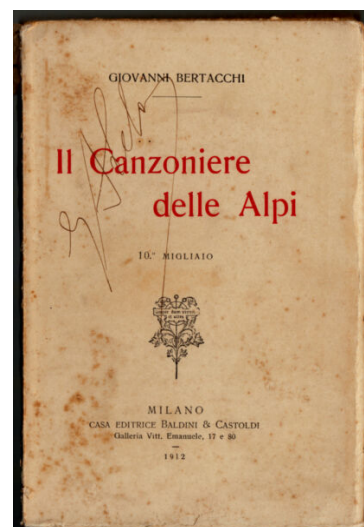 GIOVANNI BERTACCHI
Il Canzoniere
delle Alpi
10.° MIGLIAIO
MILANO
CASA EDITRICE BALDINI & CASTOLDI
Galleria Vitt. Emanuele, 17 e 80
1912